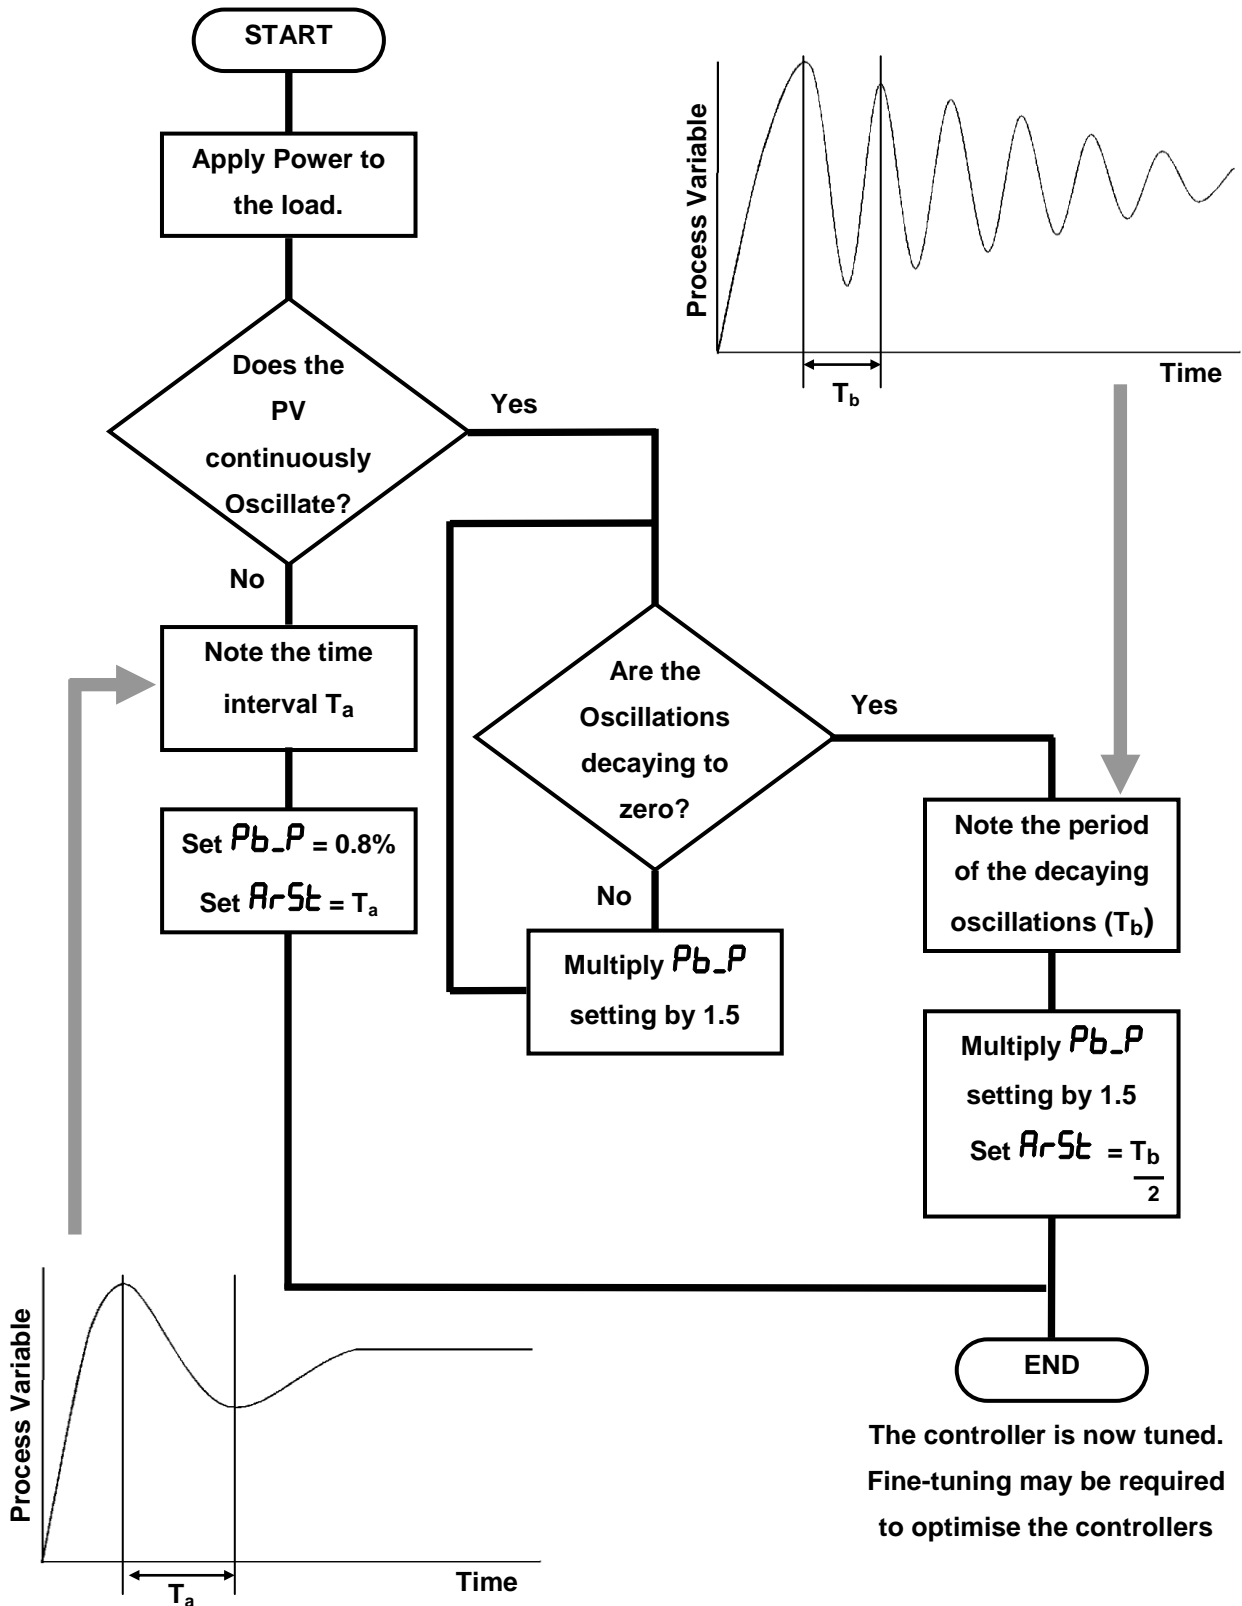 START
Apply Power to
the load.
Does the
PV
continuously
Oscillate?
Yes
No
Note the time
interval Ta
Set Pb_P = 0.8%
Set ArSt = Ta
Are the
Oscillations
decaying to
zero?
Yes
No
Multiply Pb_P
setting by 1.5
Process Variable
Time
Tb
Note the period
of the decaying
oscillations (Tb)
Multiply Pb_P
setting by 1.5
Set ArSt = Tb
2
Process Variable
Time
Ta
END
The controller is now tuned.
Fine-tuning may be required
to optimise the controllers